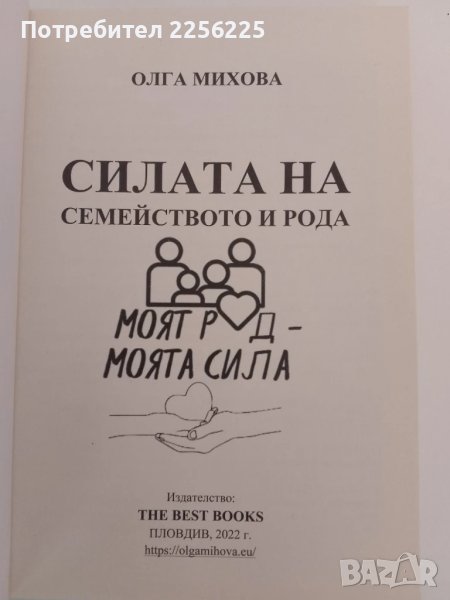 Потребител 2256225
ОЛГА МИХОВА
СИЛАТА НА
СЕМЕЙСТВОТО И РОДА
МОЯТ Р Д -
МОЯТА СИЛА
Издателство:
THE BEST BOOKS
ПЛОВДИВ, 2022 г.
https://olgamihova.eu/
BAZAR